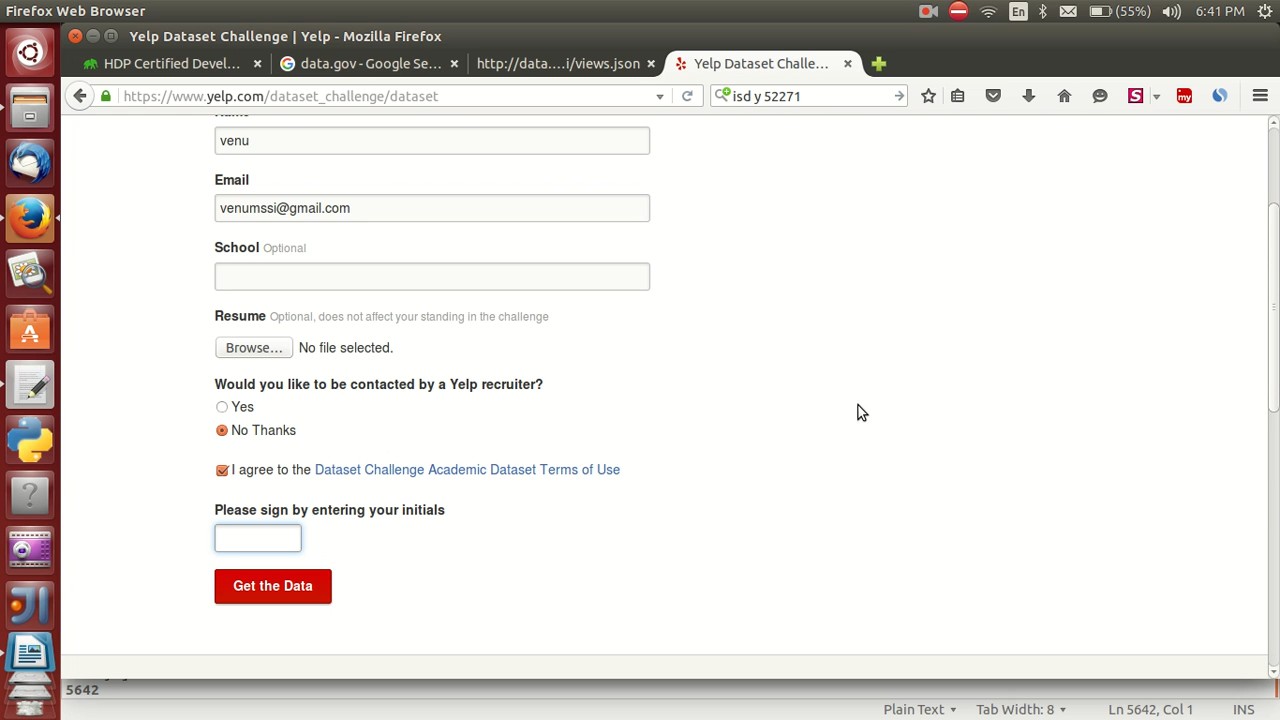 Firefox Web Browser
En
(55%)
6:41 PM
Yelp Dataset Challenge | Yelp - Mozilla Firefox
HDP Certified Devel...
data.gov - Google Se...
http://data....i/views.json
Yelp Dataset Challe...
https://www.yelp.com/dataset_challenge/dataset
isd y 52271
S
my
venu
Email
venumssi@gmail.com
School Optional
Resume Optional, does not affect your standing in the challenge
Browse... No file selected.
Would you like to be contacted by a Yelp recruiter?
Yes
No Thanks
I agree to the Dataset Challenge Academic Dataset Terms of Use
Please sign by entering your initials
Get the Data
5642
Plain Text
Tab Width: 8
Ln 5642, Col 1
INS